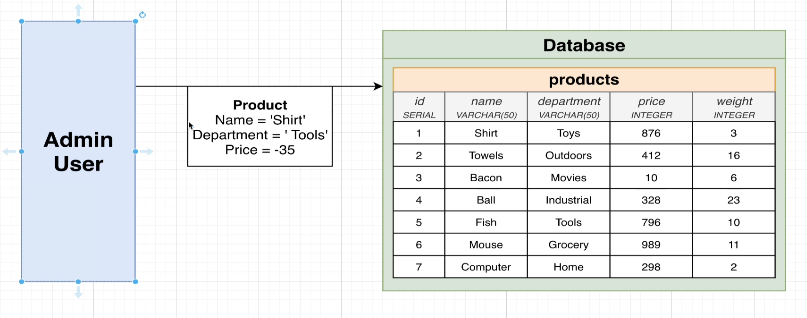 Admin
User
Product
Name = 'Shirt'
Department = ' Tools'
Price = -35
Database
products
id name department price weight
SERIAL VARCHAR(50) VARCHAR(50) INTEGER INTEGER
1 Shirt Toys 876 3
2 Towels Outdoors 412 16
3 Bacon Movies 10 6
4 Ball Industrial 328 23
5 Fish Tools 796 10
6 Mouse Grocery 989 11
7 Computer Home 298 2